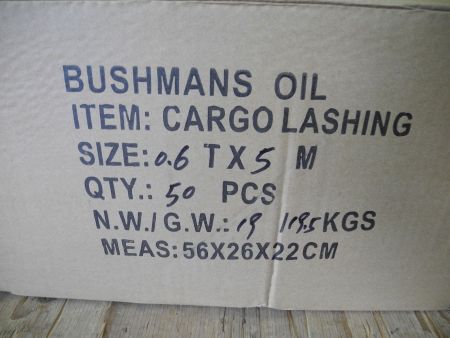 BUSHMANS OIL
ITEM: CARGO LASHING
SIZE: 0.6 T X 5 M
QTY.: 50 PCS
N.W./G.W.: 19 /19.5 KGS
MEAS: 56X26X22CM